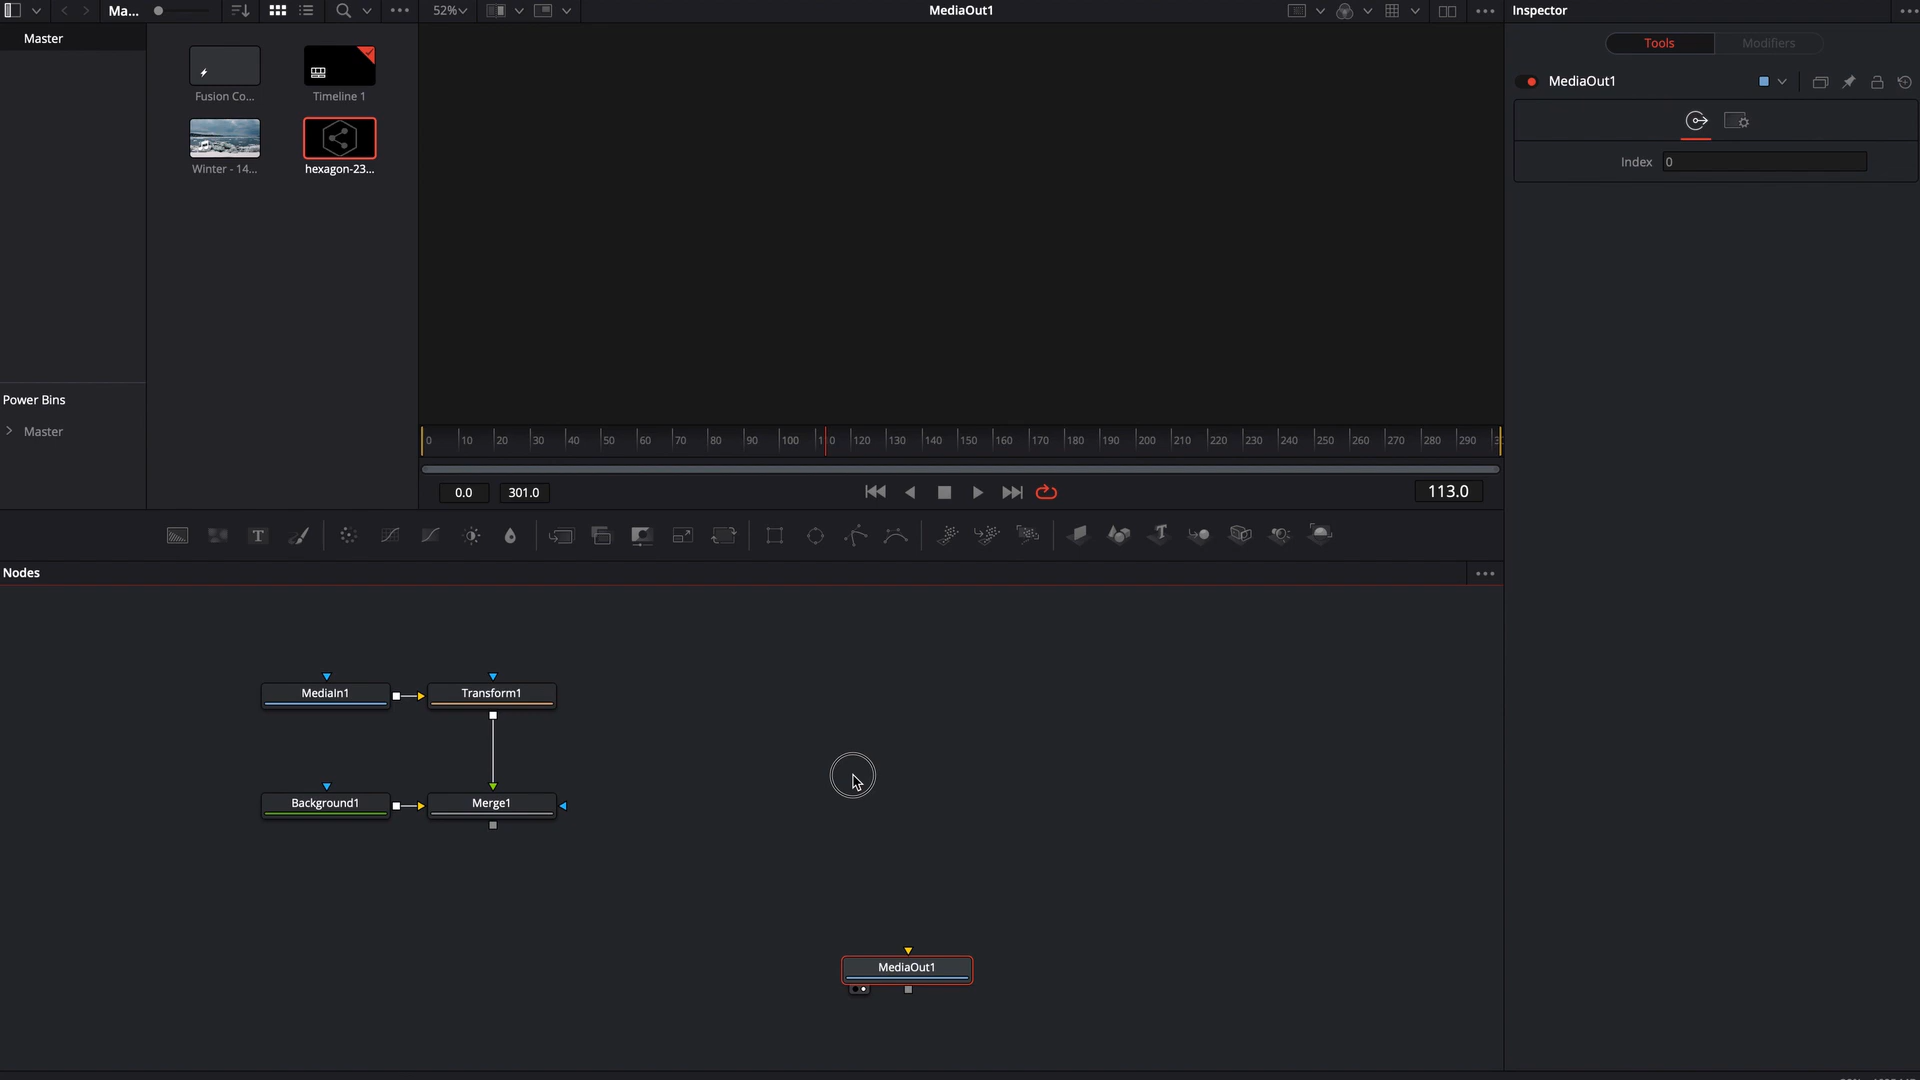 Ma...
52%
MediaOut1
Inspector
Master
Tools
Modifiers
MediaOut1
Fusion Co...
Timeline 1
Index 0
Winter - 14...
hexagon-23...
Power Bins
Master
0 10 20 30 40 50 60 70 80 90 100 110 120 130 140 150 160 170 180 190 200 210 220 230 240 250 260 270 280 290
0.0 301.0
113.0
Nodes
MediaIn1
Transform1
Background1
Merge1
MediaOut1